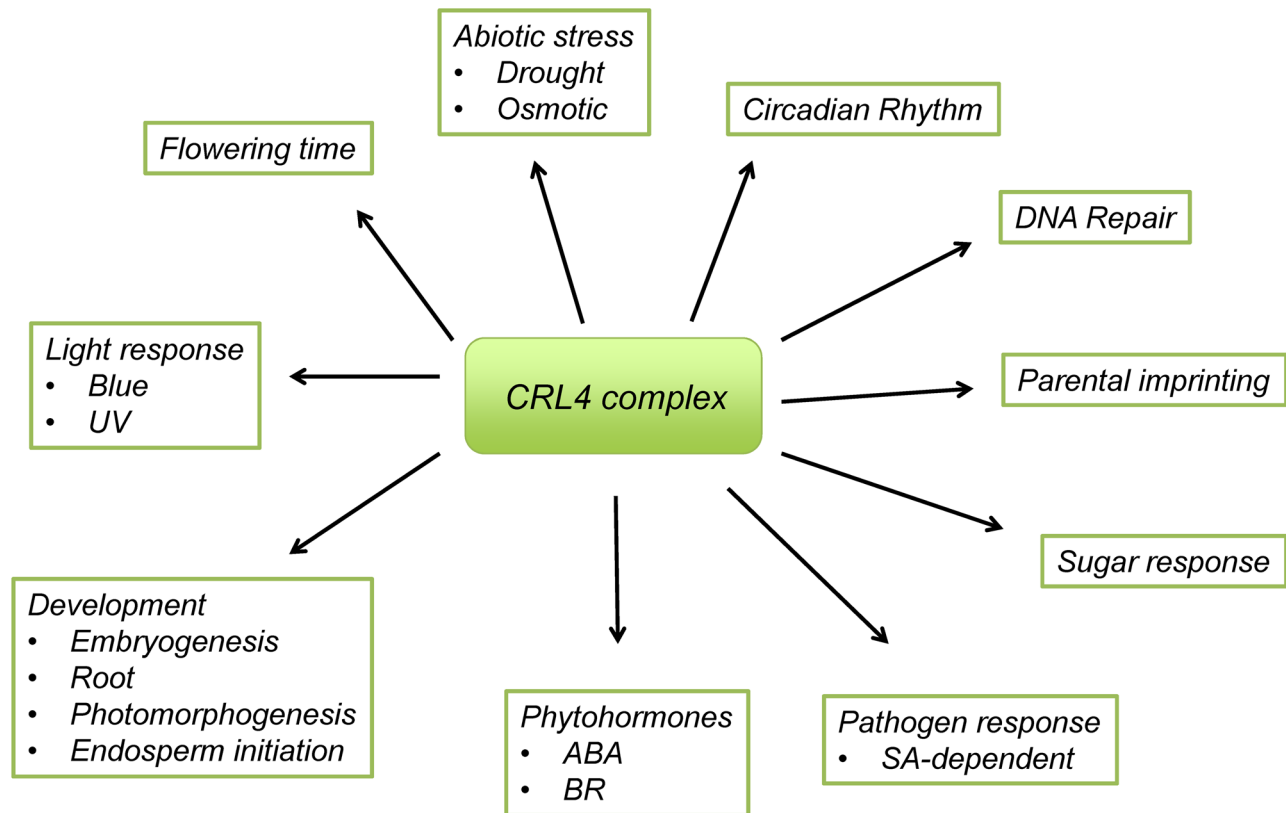 Abiotic stress
• Drought
• Osmotic
Circadian Rhythm
Flowering time
DNA Repair
Light response
• Blue
• UV
CRL4 complex
Parental imprinting
Sugar response
Development
• Embryogenesis
• Root
• Photomorphogenesis
• Endosperm initiation
Phytohormones
• ABA
• BR
Pathogen response
• SA-dependent